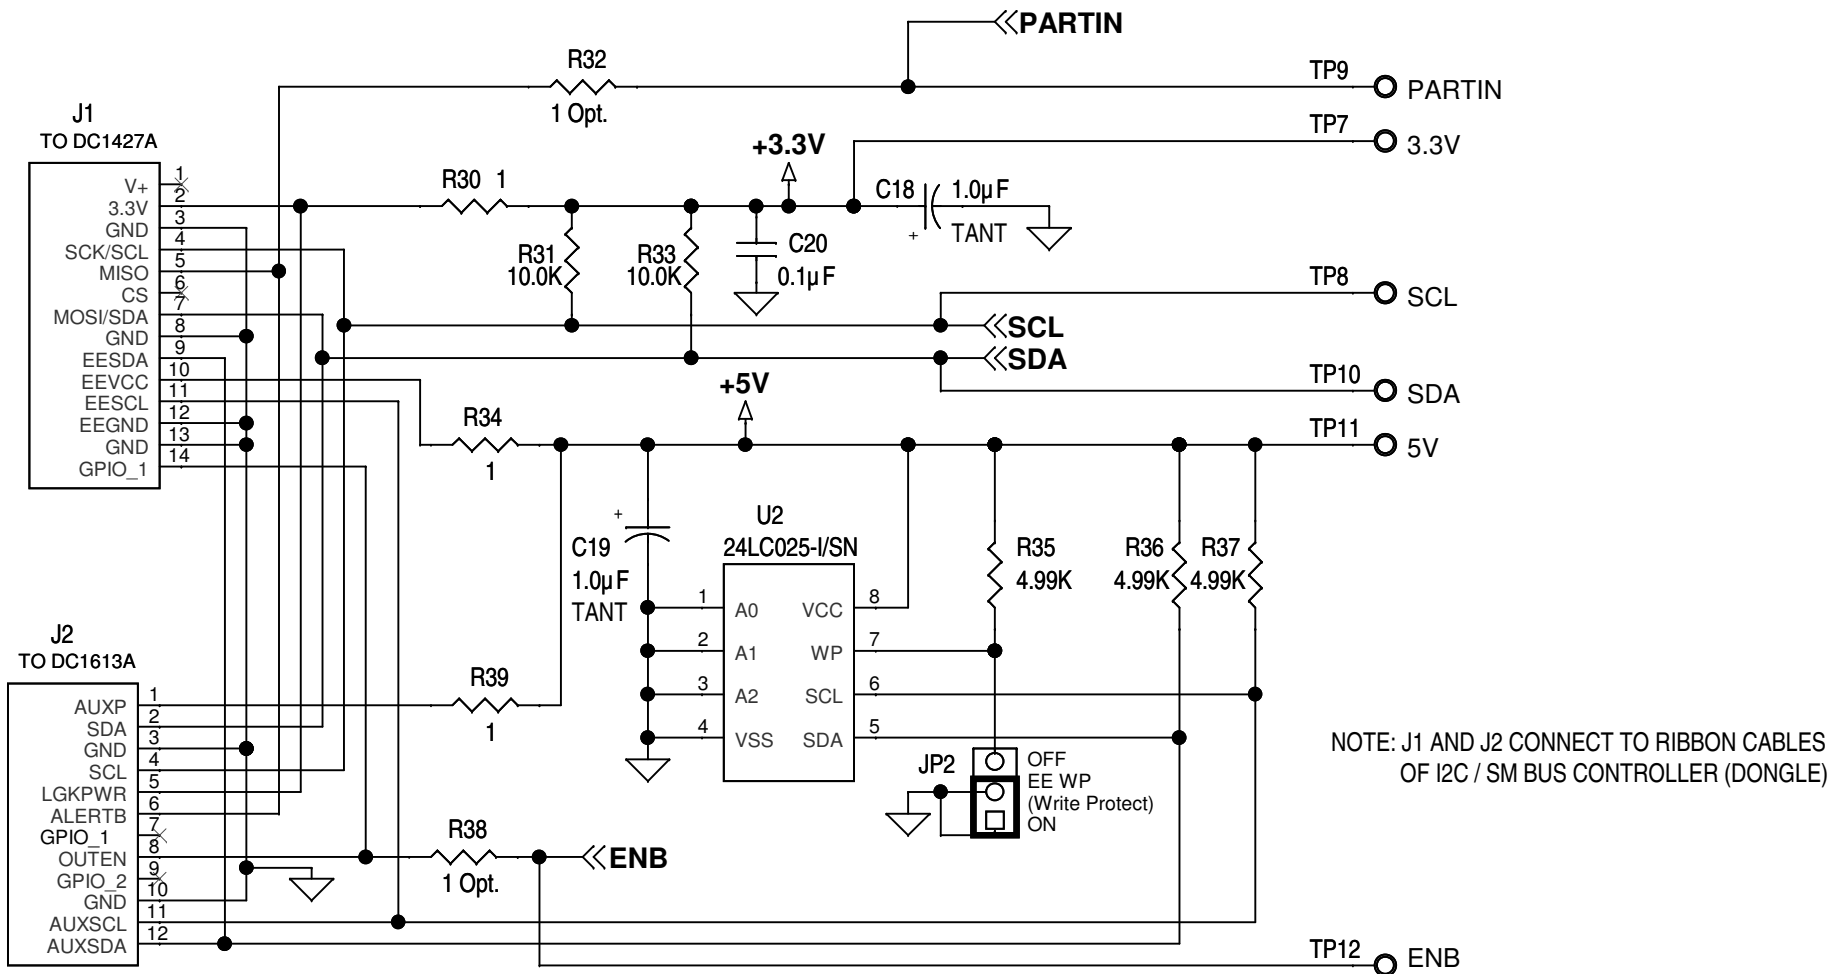 PARTIN
R32
1 Opt.
TP9
PARTIN
TP7
3.3V
J1
TO DC1427A
V+
1
3.3V
2
GND
3
SCK/SCL
4
MISO
5
CS
6
MOSI/SDA
7
GND
8
EESDA
9
EEVCC
10
EESCL
11
EEGND
12
GND
13
GPIO_1
14
R30 1
+3.3V
C18
1.0µF
+
TANT
R31
10.0K
R33
10.0K
C20
0.1µF
TP8
SCL
SCL
SDA
TP10
SDA
+5V
R34
1
TP11
5V
+
C19
1.0µF
TANT
U2
24LC025-I/SN
1
A0
2
A1
3
A2
4
VSS
VCC
8
WP
7
SCL
6
SDA
5
R35
4.99K
R36
4.99K
R37
4.99K
J2
TO DC1613A
AUXP
1
SDA
2
GND
3
SCL
4
LGKPWR
5
ALERTB
6
GPIO_1
7
OUTEN
8
GPIO_2
9
GND
10
AUXSCL
11
AUXSDA
12
R39
1
R38
1 Opt.
ENB
JP2
OFF
EE WP
(Write Protect)
ON
NOTE: J1 AND J2 CONNECT TO RIBBON CABLES
OF I2C / SM BUS CONTROLLER (DONGLE)
TP12
ENB